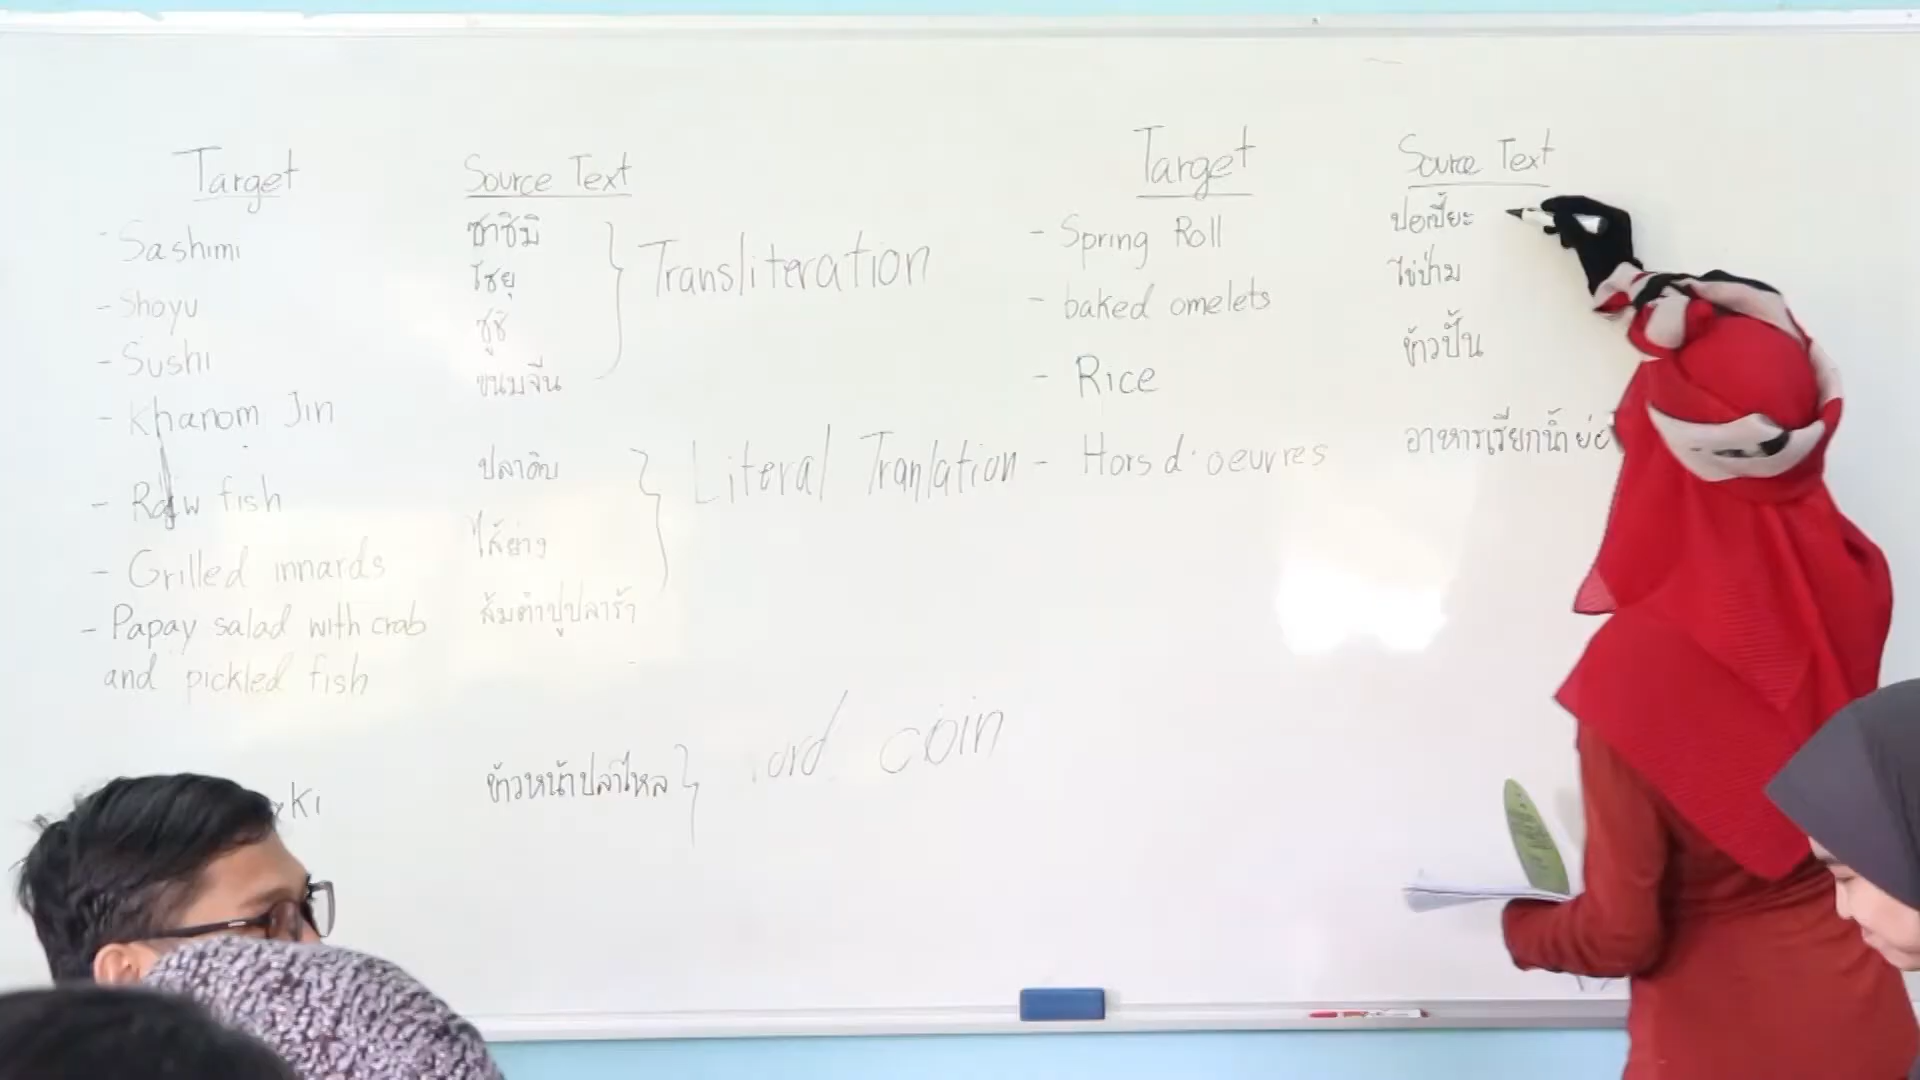 Target
Source Text
- Sashimi
ซาชิมิ
- Shoyu
โชยุ
- Sushi
ซูชิ
- Khanom Jin
ขนมจีน
Transliteration
- Raw fish
ปลาดิบ
- Grilled innards
ไส้ย่าง
- Papay salad with crab
and pickled fish
ส้มตำปูปลาร้า
Literal Tranlation
ข้าวหน้าปลาไหล
coin
Target
Source Text
- Spring Roll
ปอเปี๊ยะ
- baked omelets
ไข่ป่าม
- Rice
ข้าวปั้น
- Hors d'oeuvres
อาหารเรียกน้ำย่อ